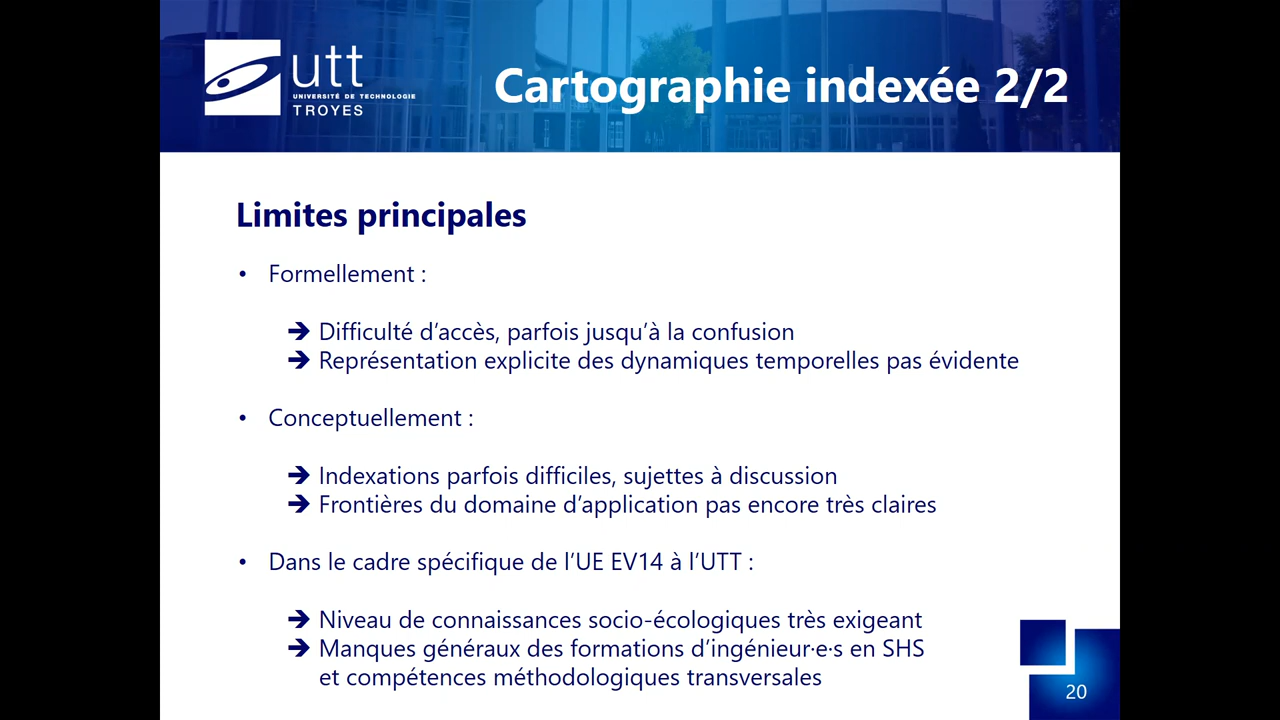 utt
UNIVERSITÉ DE TECHNOLOGIE
TROYES
Cartographie indexée 2/2
Limites principales
• Formellement :
➔ Difficulté d’accès, parfois jusqu’à la confusion
➔ Représentation explicite des dynamiques temporelles pas évidente
• Conceptuellement :
➔ Indexations parfois difficiles, sujettes à discussion
➔ Frontières du domaine d’application pas encore très claires
• Dans le cadre spécifique de l’UE EV14 à l’UTT :
➔ Niveau de connaissances socio-écologiques très exigeant
➔ Manques généraux des formations d’ingénieur·e·s en SHS
et compétences méthodologiques transversales
20